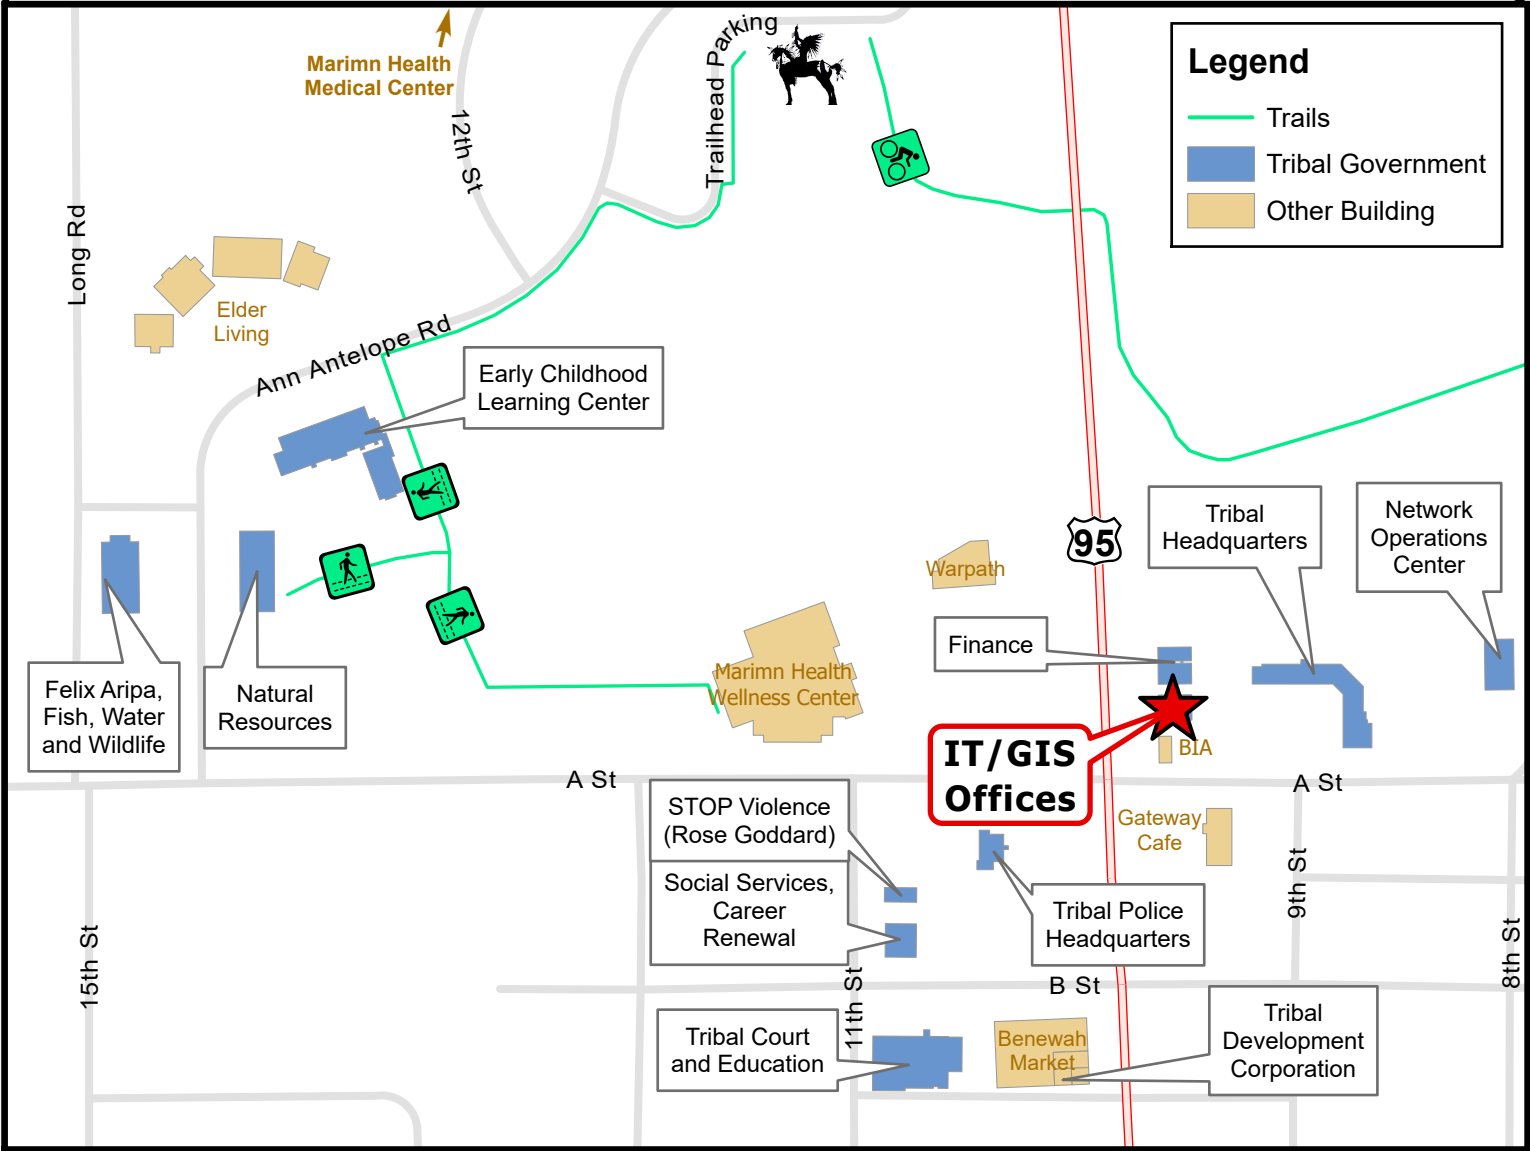 Marimn Health
Medical Center
12th St
Trailhead Parking
Legend
Trails
Tribal Government
Other Building
Long Rd
Elder
Living
Ann Antelope Rd
Early Childhood
Learning Center
95
Tribal
Headquarters
Network
Operations
Center
Warpath
Finance
Felix Aripa,
Fish, Water
and Wildlife
Natural
Resources
Marimn Health
Wellness Center
IT/GIS
Offices
BIA
A St
A St
STOP Violence
(Rose Goddard)
Gateway
Cafe
Social Services,
Career
Renewal
Tribal Police
Headquarters
9th St
15th St
8th St
11th St
B St
Tribal Court
and Education
Benewah
Market
Tribal
Development
Corporation